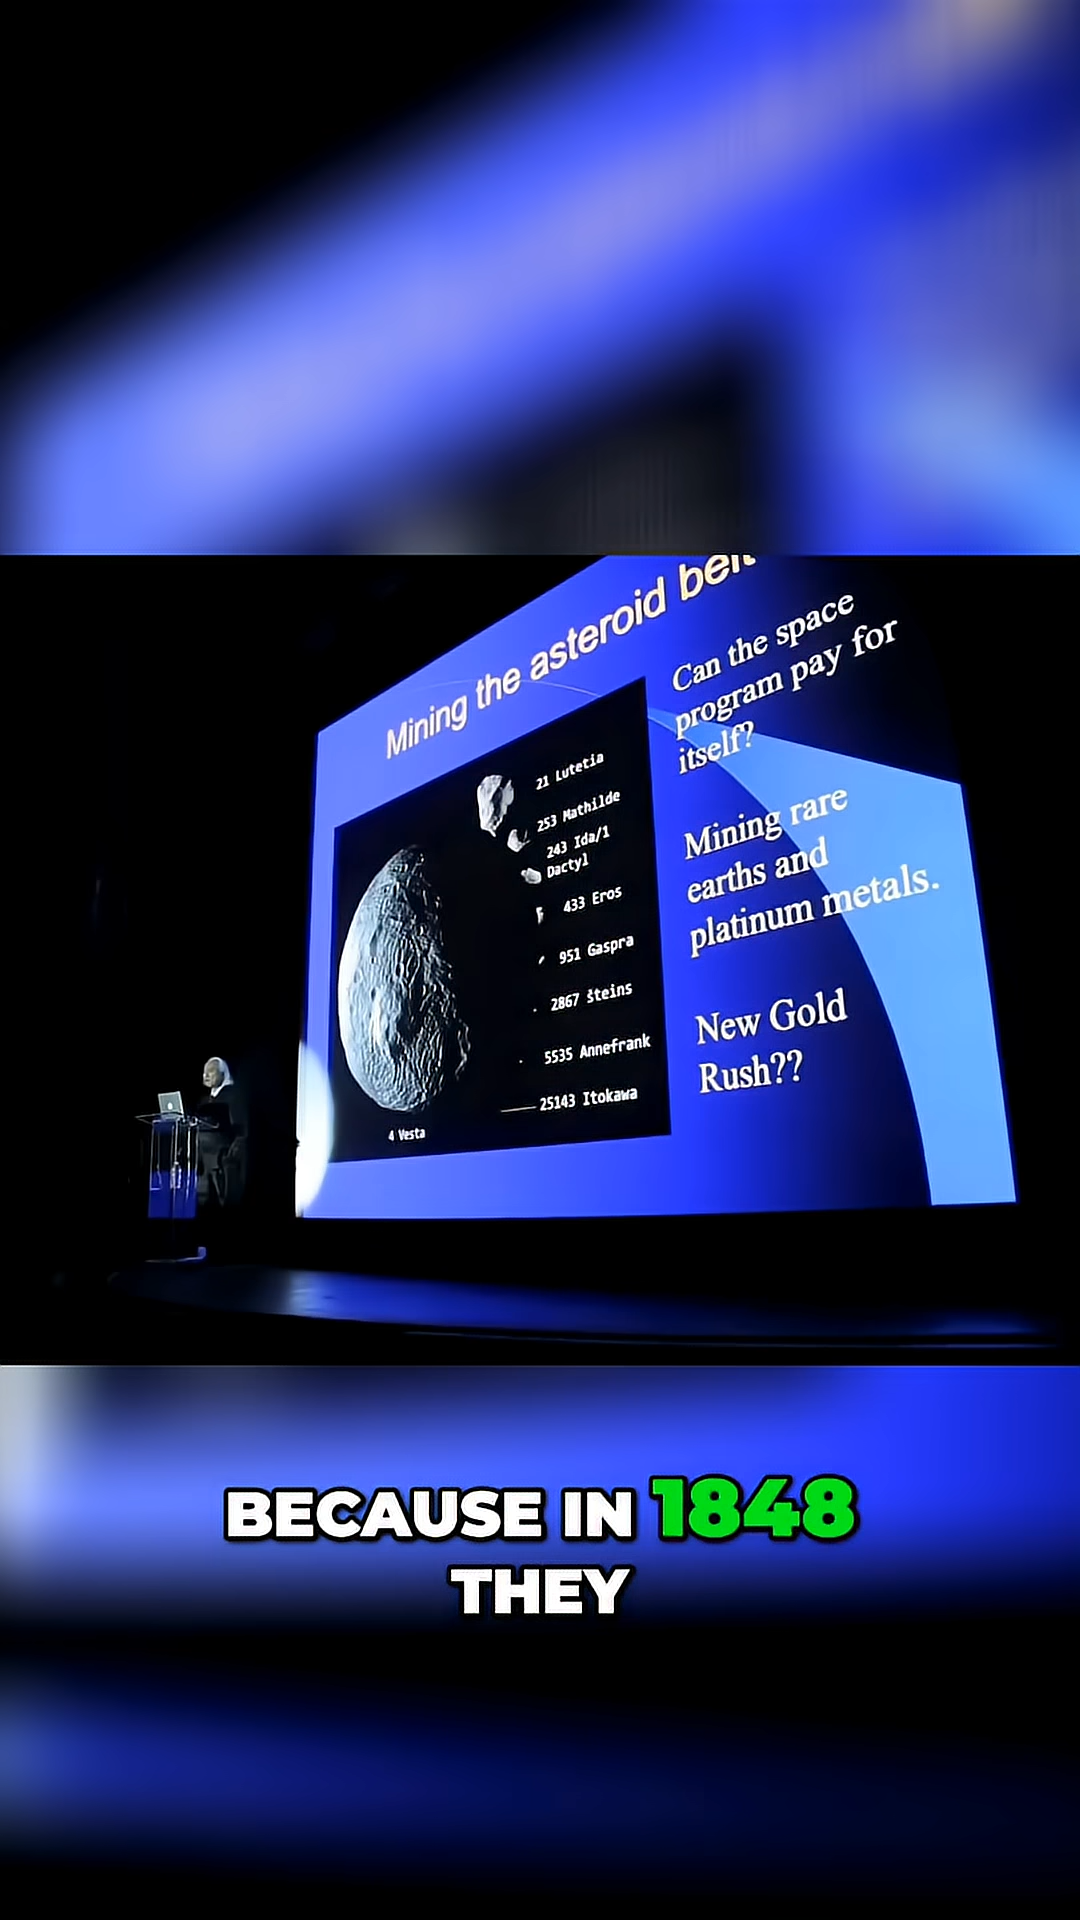 Mining the asteroid belt
Can the space
program pay for
itself?
21 Lutetia
253 Mathilde
243 Ida/1
Dactyl
433 Eros
951 Gaspra
2867 Šteins
5535 Annefrank
25143 Itokawa
4 Vesta
Mining rare
earths and
platinum metals.
New Gold
Rush??
BECAUSE IN 1848
THEY